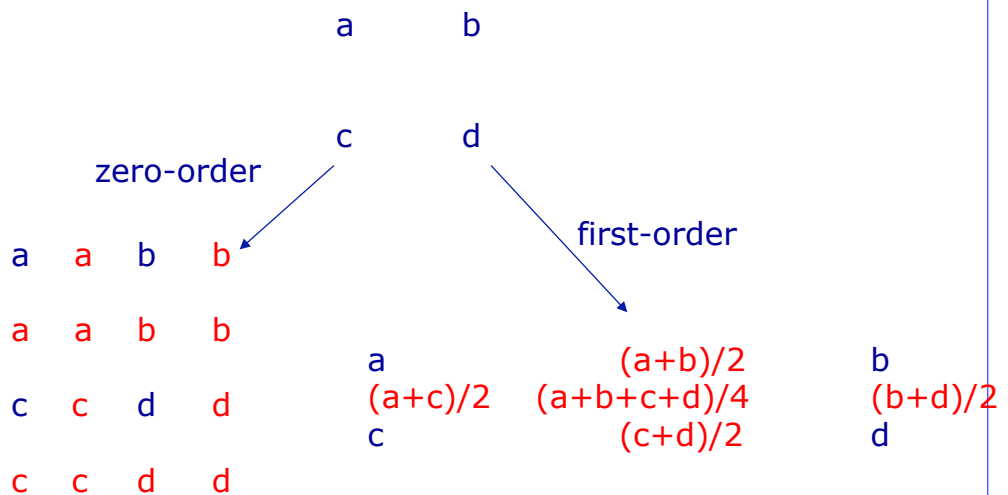 a b
c d
zero-order
first-order
a a b b
a a b b
c c d d
c c d d
a (a+b)/2 b
(a+c)/2 (a+b+c+d)/4 (b+d)/2
c (c+d)/2 d